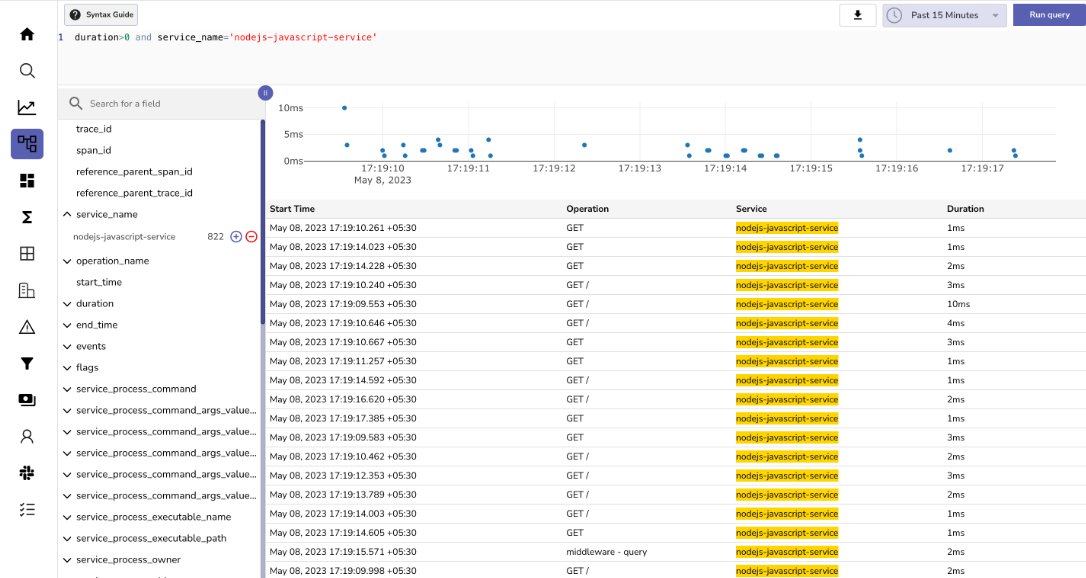 Syntax Guide
Past 15 Minutes
Run query
1 duration>0 and service_name='nodejs-javascript-service'
Search for a field
trace_id
span_id
reference_parent_span_id
reference_parent_trace_id
service_name
nodejs-javascript-service 822
operation_name
start_time
duration
end_time
events
flags
service_process_command
service_process_command_args_value...
service_process_command_args_value...
service_process_command_args_value...
service_process_command_args_value...
service_process_command_args_value...
service_process_executable_name
service_process_executable_path
service_process_owner
10ms
5ms
0ms
17:19:10 17:19:11 17:19:12 17:19:13 17:19:14 17:19:15 17:19:16 17:19:17
May 8, 2023
Start Time Operation Service Duration
May 08, 2023 17:19:10.261 +05:30 GET nodejs-javascript-service 1ms
May 08, 2023 17:19:14.023 +05:30 GET nodejs-javascript-service 1ms
May 08, 2023 17:19:14.228 +05:30 GET nodejs-javascript-service 2ms
May 08, 2023 17:19:10.240 +05:30 GET / nodejs-javascript-service 3ms
May 08, 2023 17:19:09.553 +05:30 GET / nodejs-javascript-service 10ms
May 08, 2023 17:19:10.646 +05:30 GET / nodejs-javascript-service 4ms
May 08, 2023 17:19:10.667 +05:30 GET nodejs-javascript-service 3ms
May 08, 2023 17:19:11.257 +05:30 GET nodejs-javascript-service 1ms
May 08, 2023 17:19:14.592 +05:30 GET / nodejs-javascript-service 1ms
May 08, 2023 17:19:16.620 +05:30 GET / nodejs-javascript-service 2ms
May 08, 2023 17:19:17.385 +05:30 GET nodejs-javascript-service 1ms
May 08, 2023 17:19:09.583 +05:30 GET nodejs-javascript-service 3ms
May 08, 2023 17:19:10.462 +05:30 GET / nodejs-javascript-service 2ms
May 08, 2023 17:19:12.353 +05:30 GET / nodejs-javascript-service 3ms
May 08, 2023 17:19:13.789 +05:30 GET / nodejs-javascript-service 2ms
May 08, 2023 17:19:14.003 +05:30 GET / nodejs-javascript-service 1ms
May 08, 2023 17:19:14.605 +05:30 GET nodejs-javascript-service 1ms
May 08, 2023 17:19:15.571 +05:30 middleware - query nodejs-javascript-service 2ms
May 08, 2023 17:19:09.998 +05:30 GET / nodejs-javascript-service 2ms